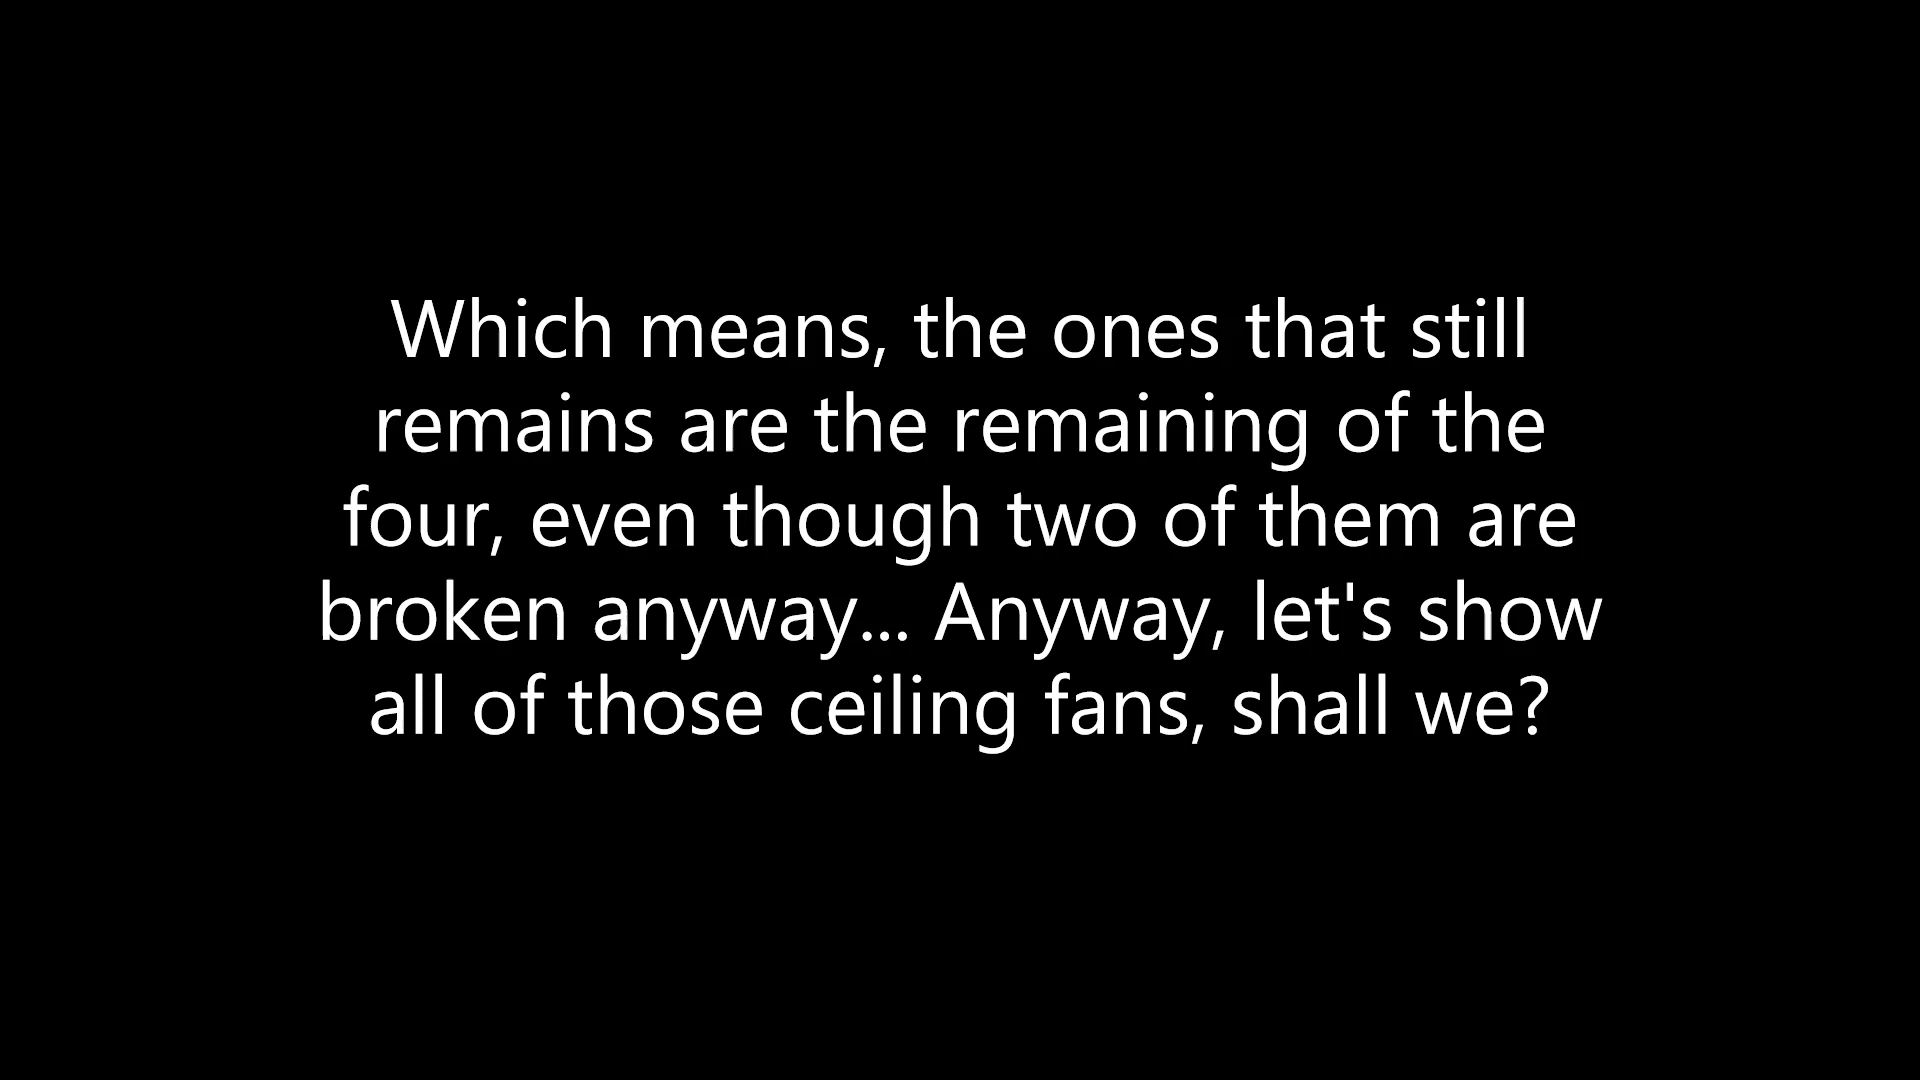 Which means, the ones that still
remains are the remaining of the
four, even though two of them are
broken anyway... Anyway, let's show
all of those ceiling fans, shall we?